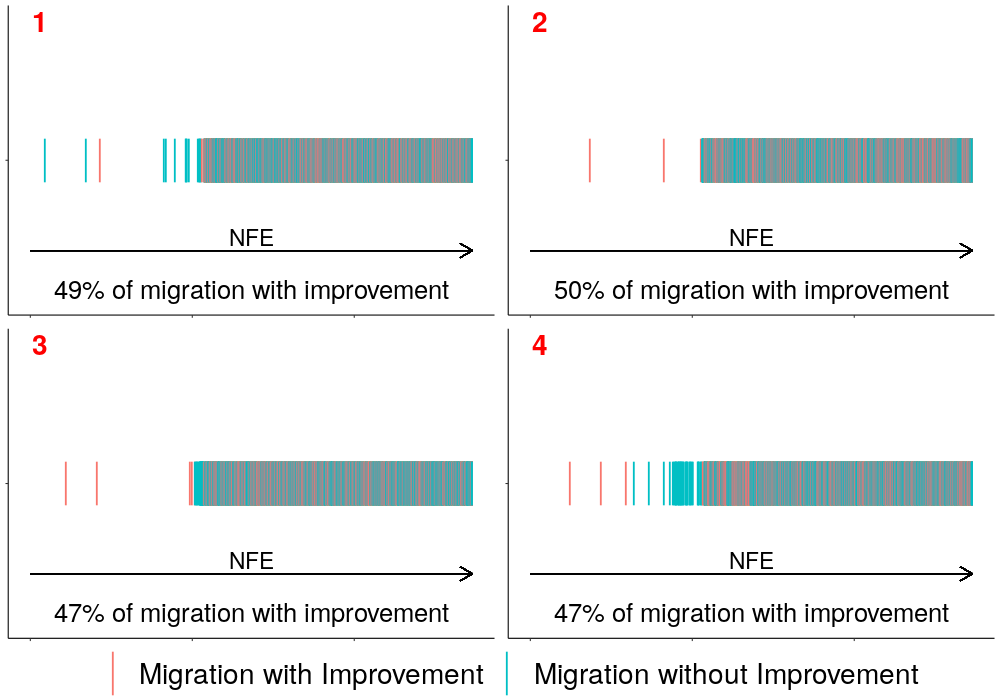 1
NFE
49% of migration with improvement
2
NFE
50% of migration with improvement
3
NFE
47% of migration with improvement
4
NFE
47% of migration with improvement
Migration with Improvement
Migration without Improvement